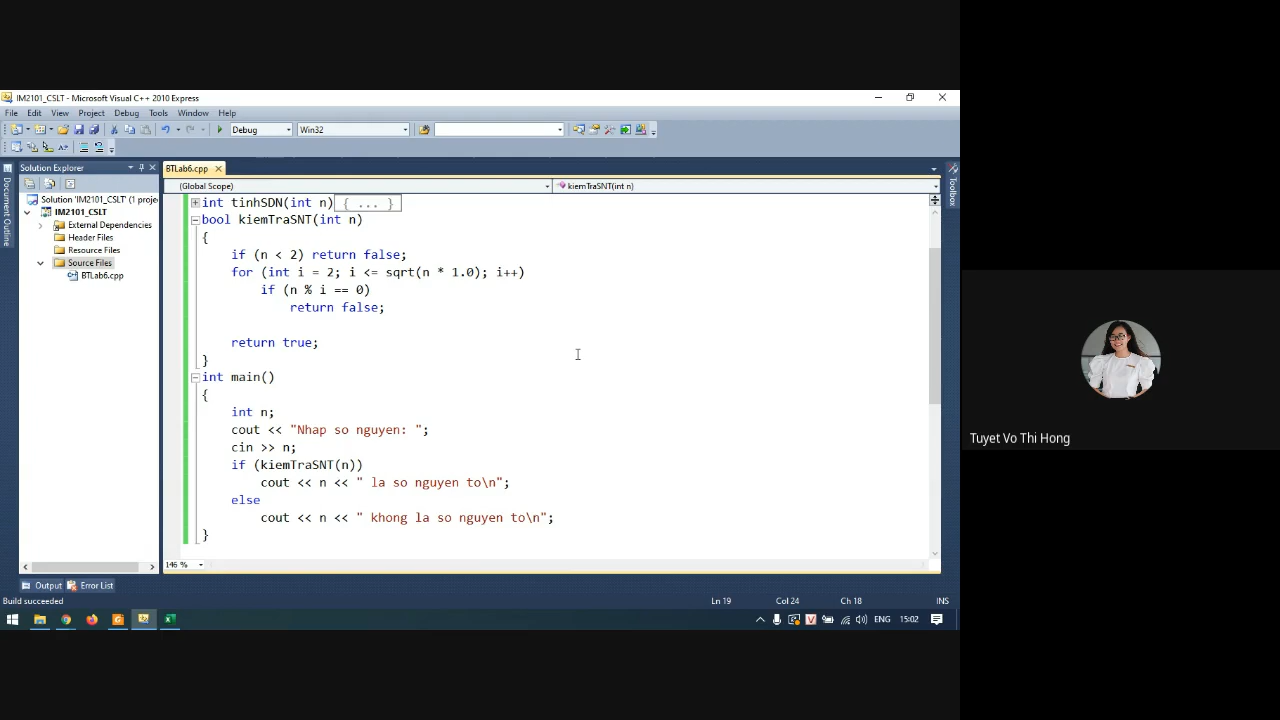 IM2101_CSLT - Microsoft Visual C++ 2010 Express
File Edit View Project Debug Tools Window Help
Debug Win32
Solution Explorer
BTLab6.cpp
Document Outline
Toolbox
(Global Scope) kiemTraSNT(int n)
Solution 'IM2101_CSLT' (1 proje
IM2101_CSLT
External Dependencies
Header Files
Resource Files
Source Files
BTLab6.cpp
int tinhSDN(int n){ ... }
bool kiemTraSNT(int n)
{
if (n < 2) return false;
for (int i = 2; i <= sqrt(n * 1.0); i++)
if (n % i == 0)
return false;
return true;
}
int main()
{
int n;
cout << "Nhap so nguyen: ";
cin >> n;
if (kiemTraSNT(n))
cout << n << " la so nguyen to\n";
else
cout << n << " khong la so nguyen to\n";
}
146 %
Output Error List
Build succeeded Ln 19 Col 24 Ch 18 INS
ENG 15:02
Tuyet Vo Thi Hong